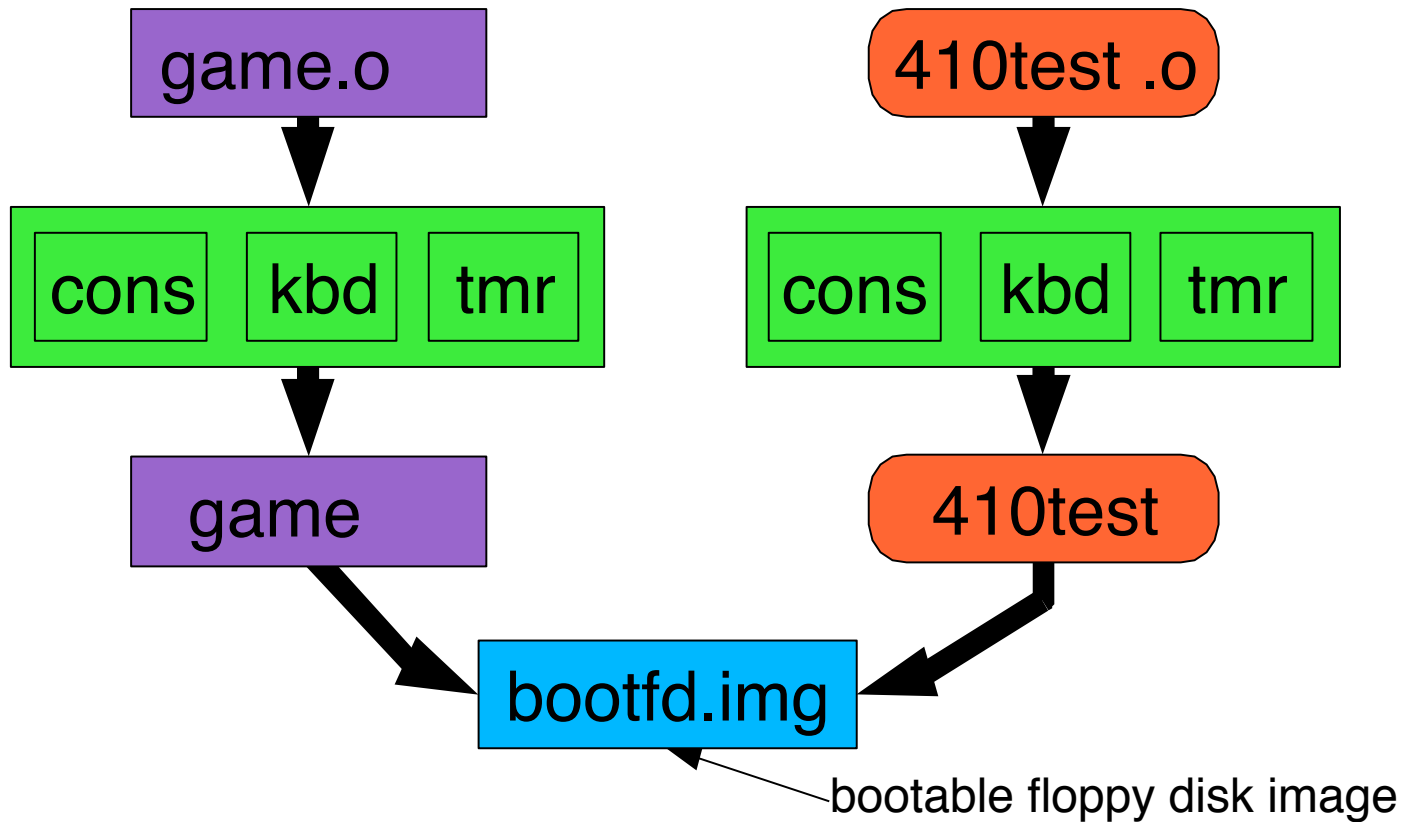 game.o
410test .o
cons kbd tmr
cons kbd tmr
game
410test
bootfd.img
bootable floppy disk image